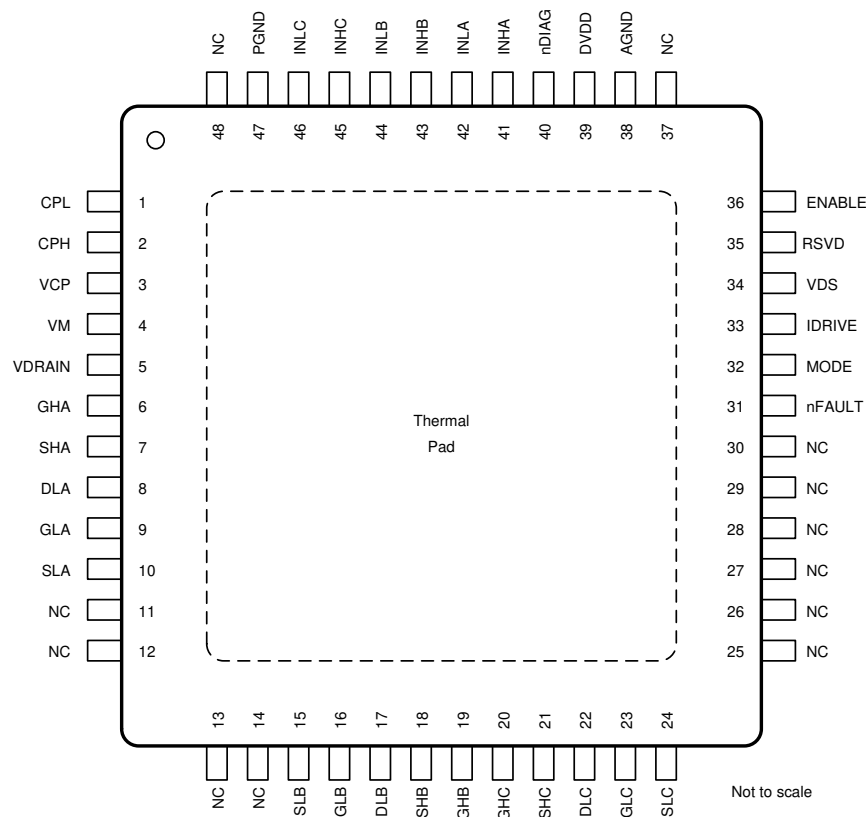 NC PGND INLC INHC INLB INHB INLA INHA nDIAG DVDD AGND NC
48 47 46 45 44 43 42 41 40 39 38 37
CPL 1 36 ENABLE
CPH 2 35 RSVD
VCP 3 34 VDS
VM 4 33 IDRIVE
VDRAIN 5 32 MODE
GHA 6 31 nFAULT
Thermal
Pad
SHA 7 30 NC
DLA 8 29 NC
GLA 9 28 NC
SLA 10 27 NC
NC 11 26 NC
NC 12 25 NC
13 14 15 16 17 18 19 20 21 22 23 24
NC NC SLB GLB DLB SHB GHB GHC SHC DLC GLC SLC
Not to scale